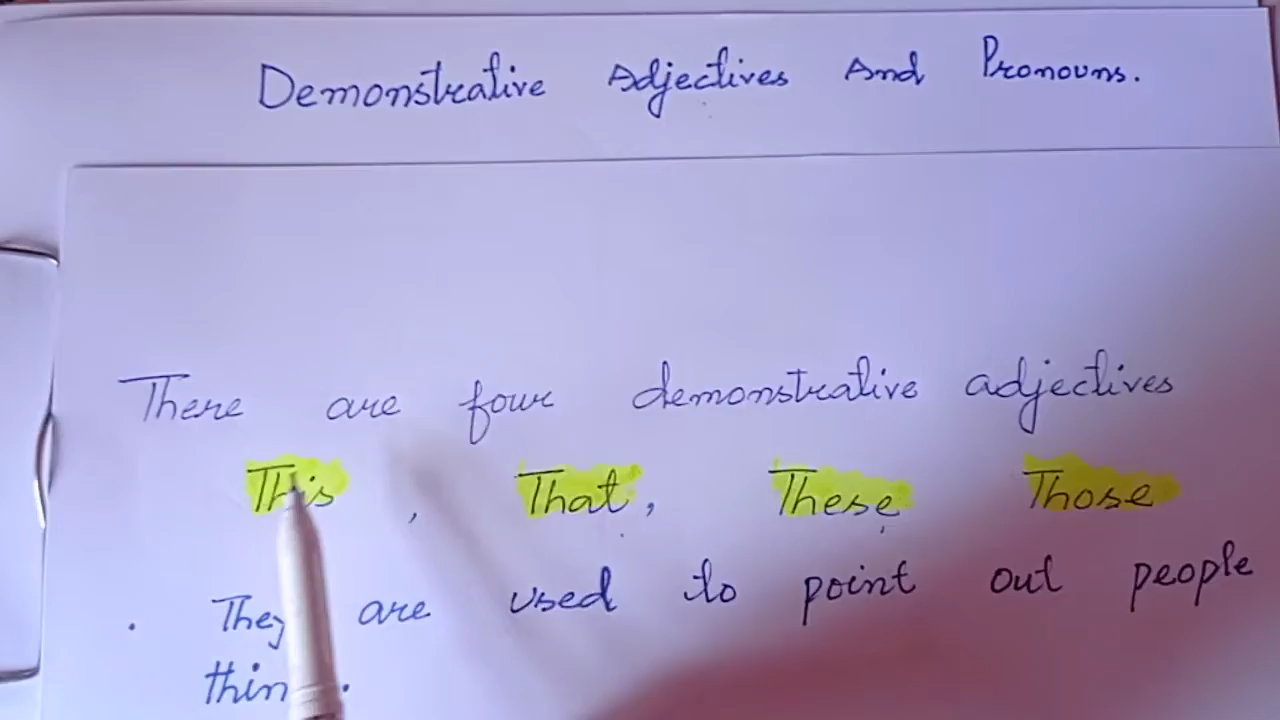 Demonstrative Adjectives And Pronouns.
There are four demonstrative adjectives
This, That, These, Those
. They are used to point out people